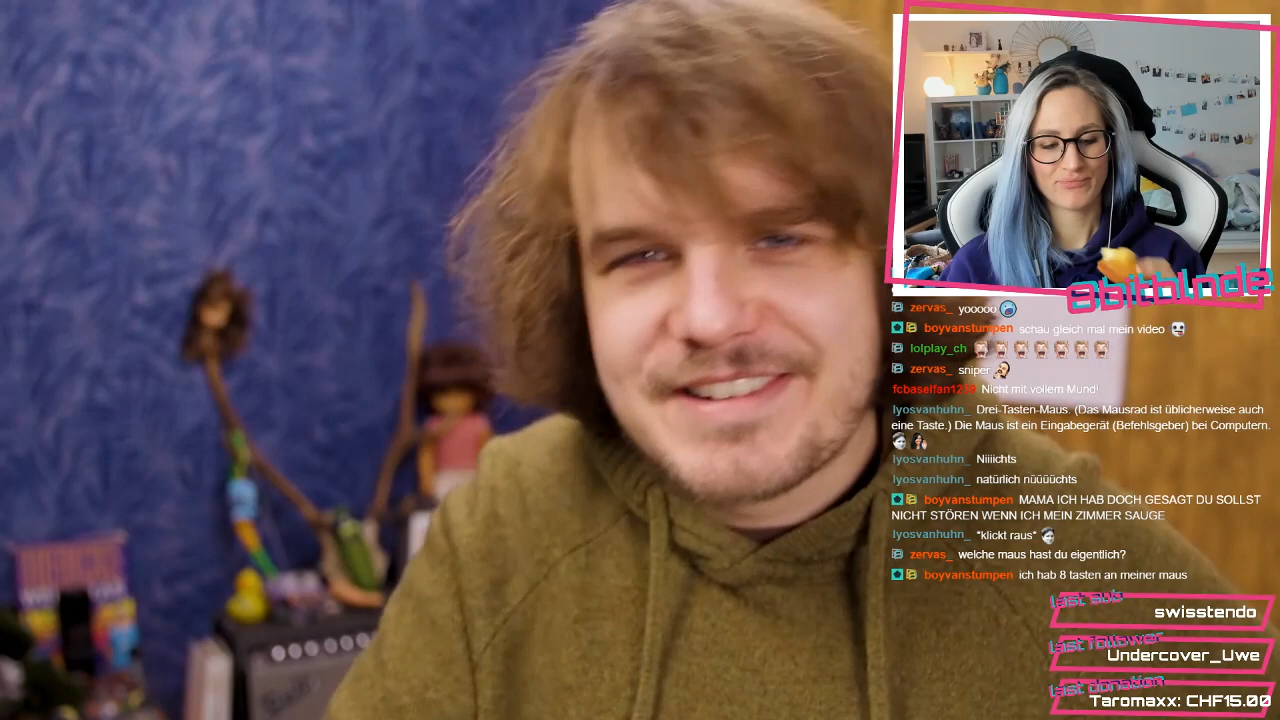 8bitblnde
zervas_ yooooo
boyvanstumpen schau gleich mal mein video
lolplay_ch
zervas_ sniper
Nicht mit vollem Mund!
lyosvanhuhn_ Drei-Tasten-Maus. (Das Mausrad ist üblicherweise auch
eine Taste.) Die Maus ist ein Eingabegerät (Befehlsgeber) bei Computern.
lyosvanhuhn_ Niiiichts
lyosvanhuhn_ natürlich nüüüüchts
boyvanstumpen MAMA ICH HAB DOCH GESAGT DU SOLLST
NICHT STÖREN WENN ICH MEIN ZIMMER SAUGE
lyosvanhuhn_ *klickt raus*
zervas_ welche maus hast du eigentlich?
boyvanstumpen ich hab 8 tasten an meiner maus
last sub
swisstendo
last follower
Undercover_Uwe
last donation
Taromaxx: CHF15.00